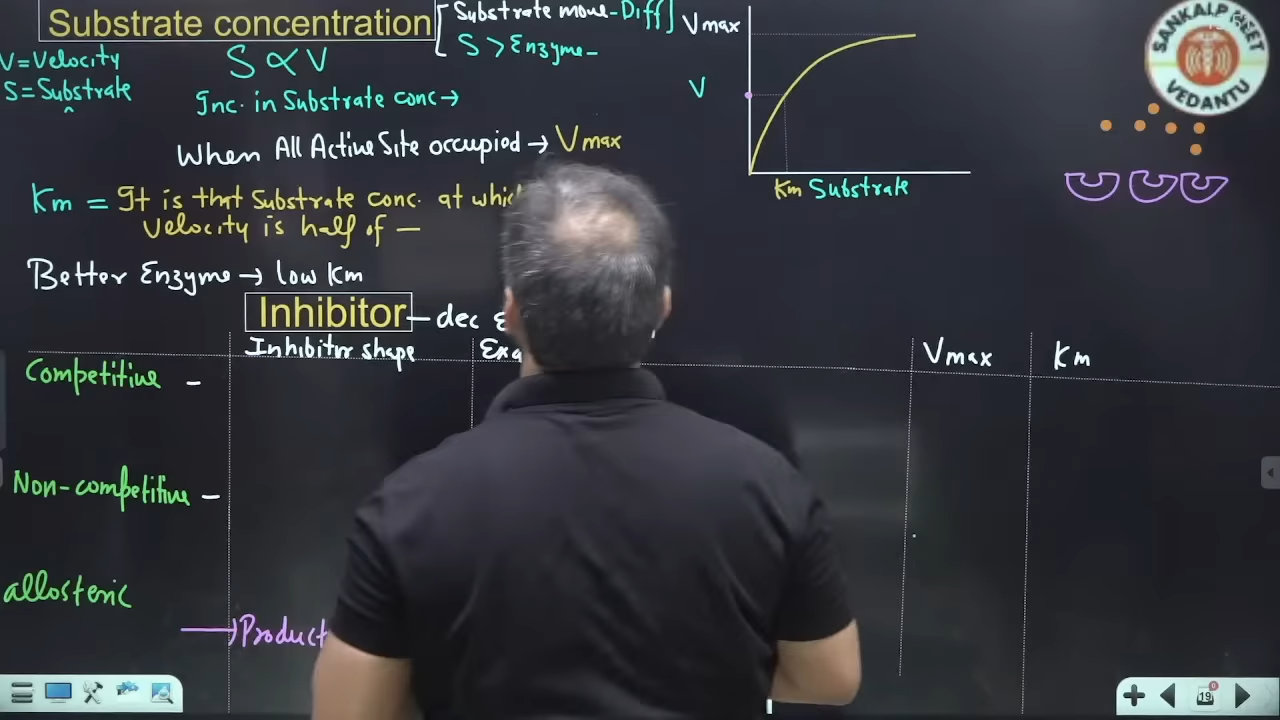 Substrate concentration
Substrate move - Diff
S > Enzyme -
V = Velocity
S = Substrate
S ∝ V
Inc. in Substrate conc →
When All Active Site occupied → Vmax
Km = It is that Substrate conc. at
Velocity is half of —
Better Enzyme → low Km
Inhibitor — dec
Inhibitor shape
Vmax
Km
Competitive -
Non-competitive -
allosteric
→ Product
Vmax
V
Km Substrate
SANKALP NEET
VEDANTU
19